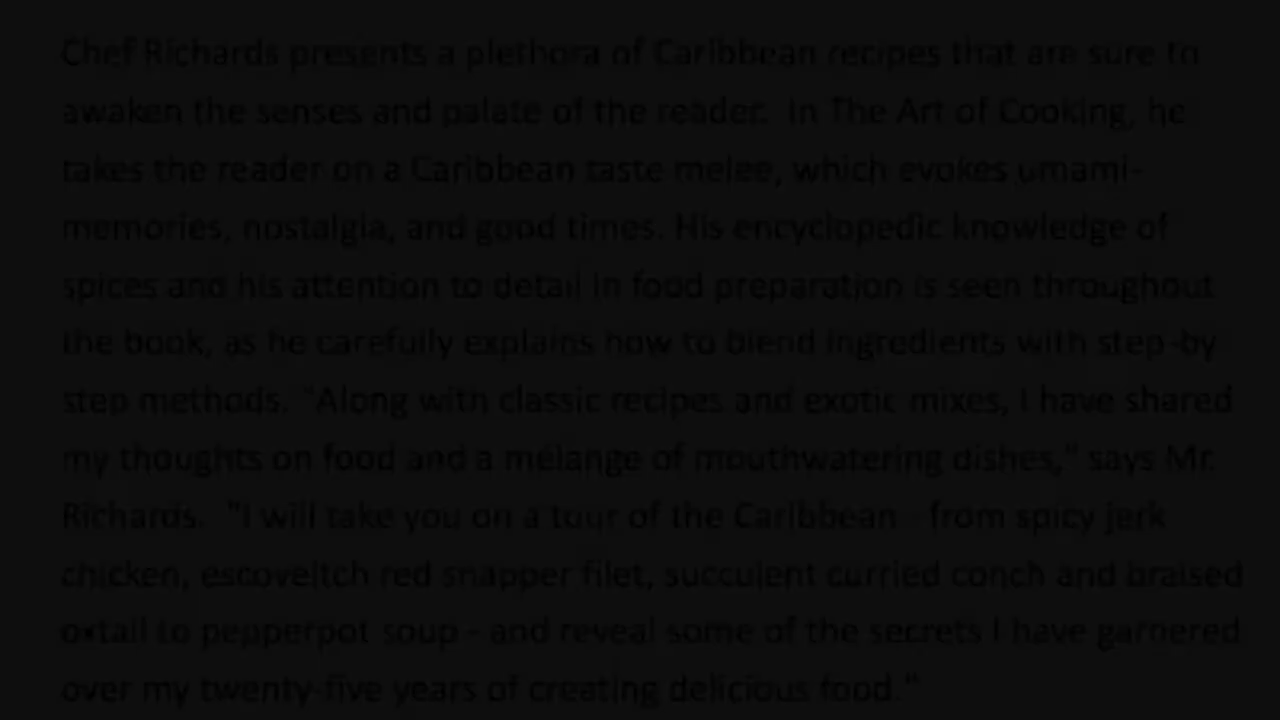 Chef Richards presents a plethora of Caribbean recipes that are sure to
awaken the senses and palate of the reader.  In The Art of Cooking, he
takes the reader on a Caribbean taste melee, which evokes umami-
memories, nostalgia, and good times. His encyclopedic knowledge of
spices and his attention to detail in food preparation is seen throughout
the book, as he carefully explains how to blend ingredients with step-by
step methods.  "Along with classic recipes and exotic mixes, I have shared
my thoughts on food and a mélange of mouthwatering dishes," says Mr.
Richards.  "I will take you on a tour of the Caribbean - from spicy jerk
chicken, escoveitch red snapper filet, succulent curried conch and braised
oxtail to pepperpot soup - and reveal some of the secrets I have garnered
over my twenty-five years of creating delicious food."